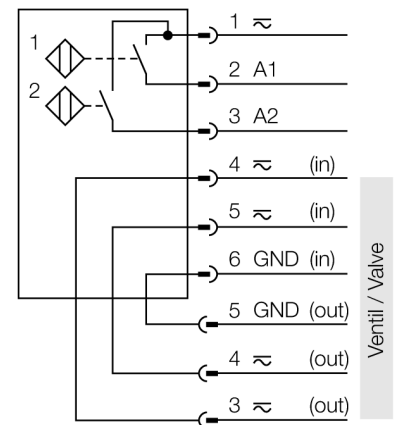 1 ⏦
1
2 A1
2
3 A2
4 ⏦ (in)
5 ⏦ (in)
6 GND (in)
5 GND (out)
4 ⏦ (out)
3 ⏦ (out)
Ventil / Valve